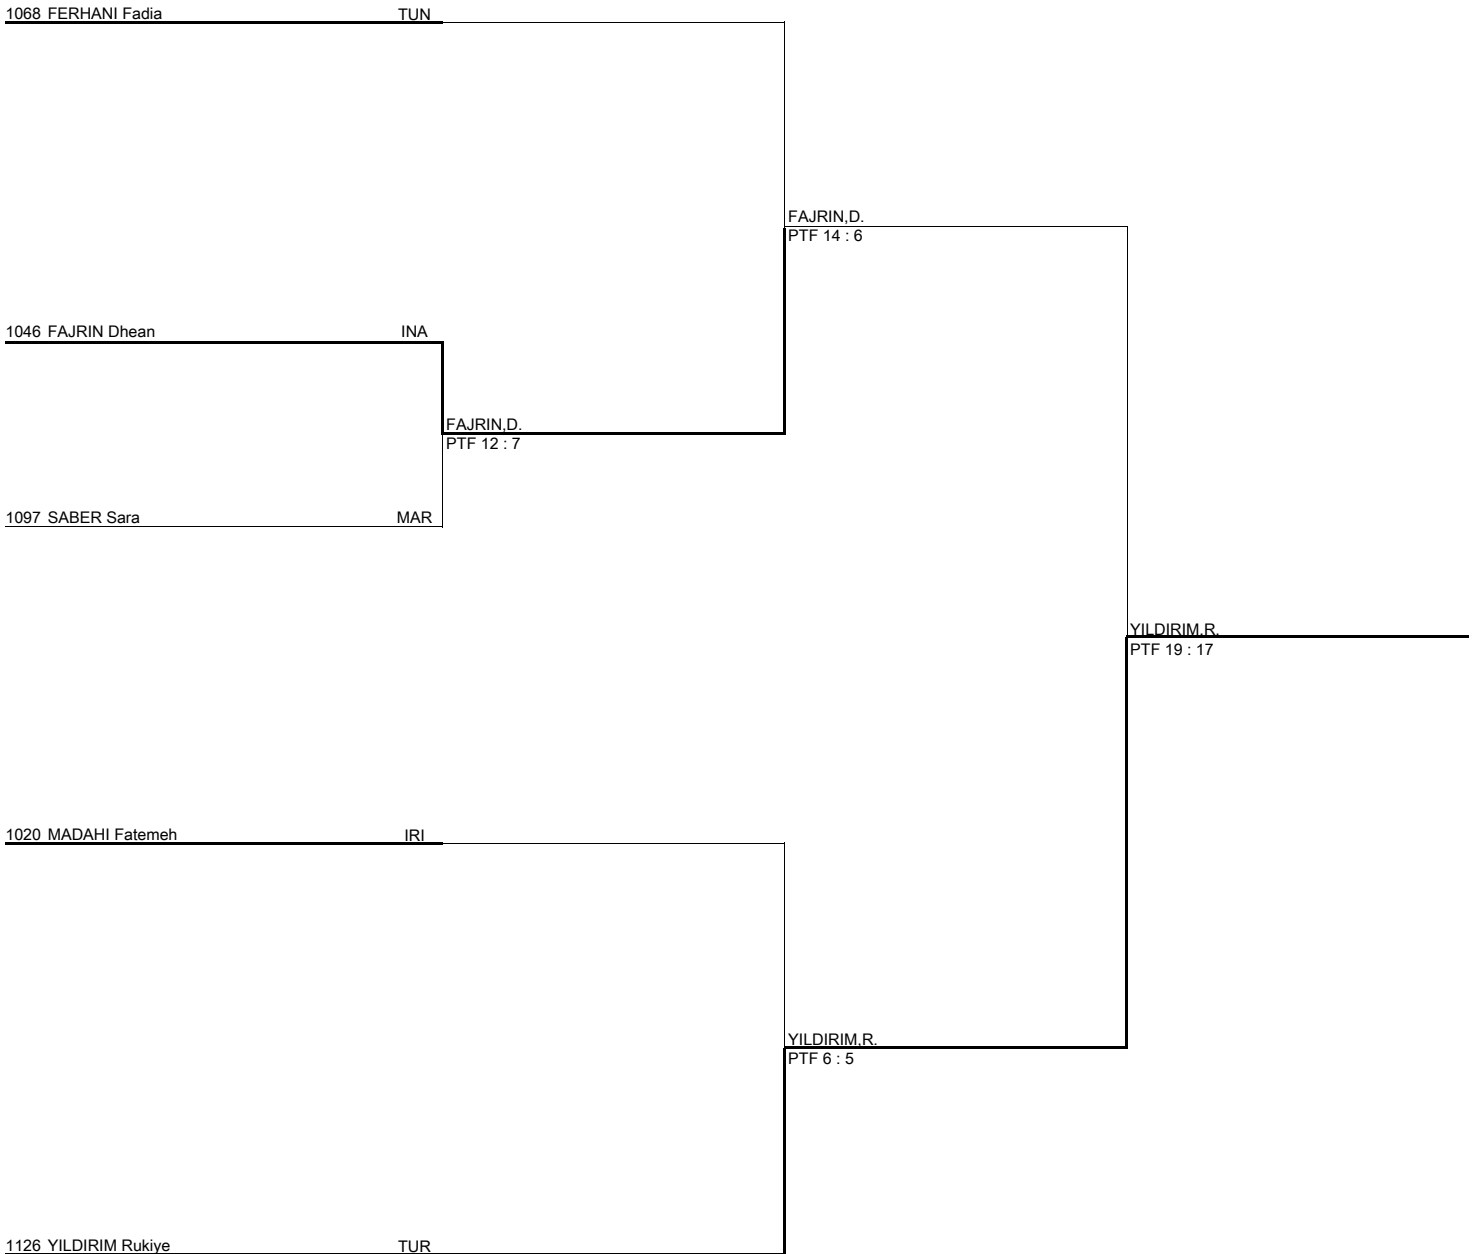 1068 FERHANI Fadia TUN
FAJRIN,D.
PTF 14 : 6
1046 FAJRIN Dhean INA
FAJRIN,D.
PTF 12 : 7
1097 SABER Sara MAR
YILDIRIM,R.
PTF 19 : 17
1020 MADAHI Fatemeh IRI
YILDIRIM,R.
PTF 6 : 5
1126 YILDIRIM Rukiye TUR